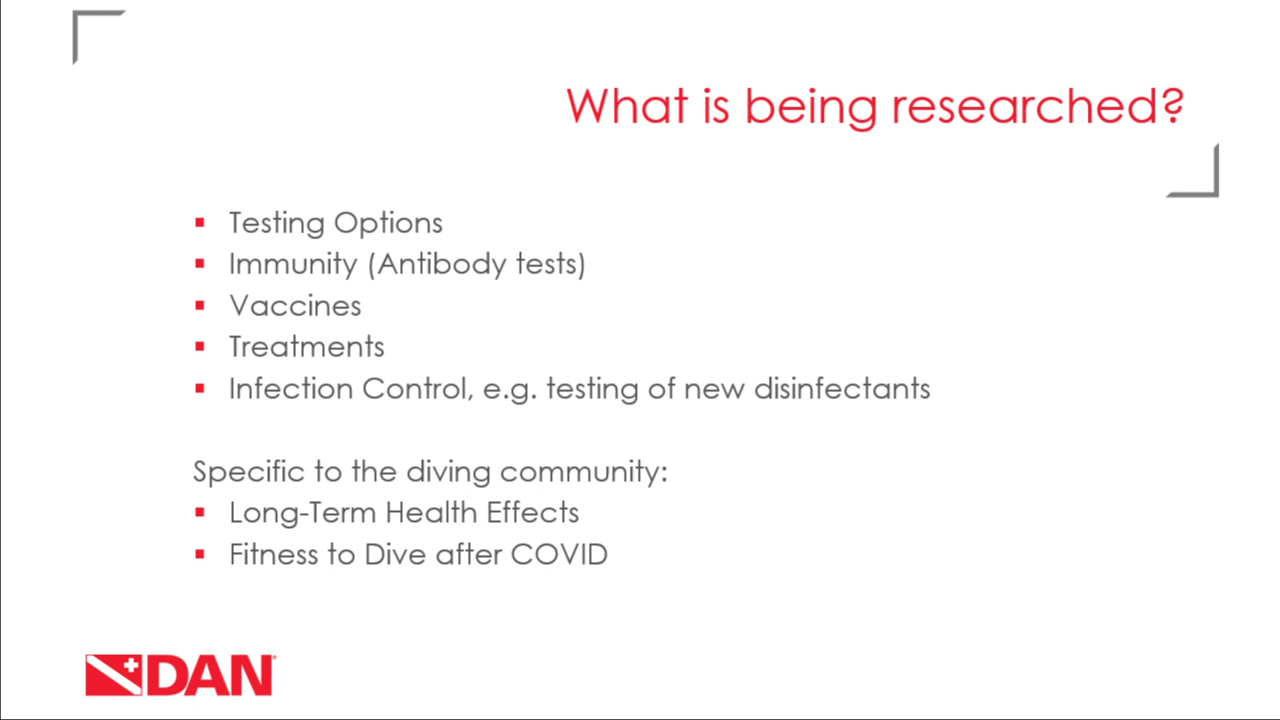 What is being researched?
Testing Options
Immunity (Antibody tests)
Vaccines
Treatments
Infection Control, e.g. testing of new disinfectants
Specific to the diving community:
Long-Term Health Effects
Fitness to Dive after COVID
DAN